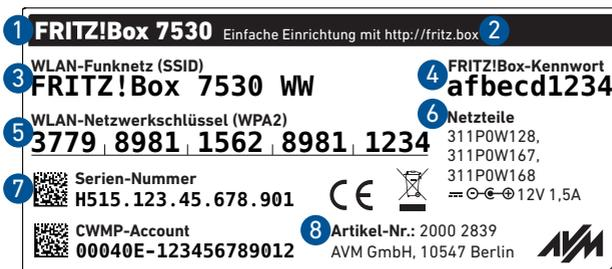 1 FRITZ!Box 7530 Einfache Einrichtung mit http://fritz.box 2
WLAN-Funknetz (SSID)
3 FRITZ!Box 7530 WW
4 FRITZ!Box-Kennwort
afbecd1234
5 WLAN-Netzwerkschlüssel (WPA2)
3779 8981 1562 8981 1234
6 Netzteile
311P0W128,
311P0W167,
311P0W168
12V 1,5A
7 Serien-Nummer
H515.123.45.678.901
CE
CWMP-Account
00040E-123456789012
8 Artikel-Nr.: 2000 2839
AVM GmbH, 10547 Berlin
AVM